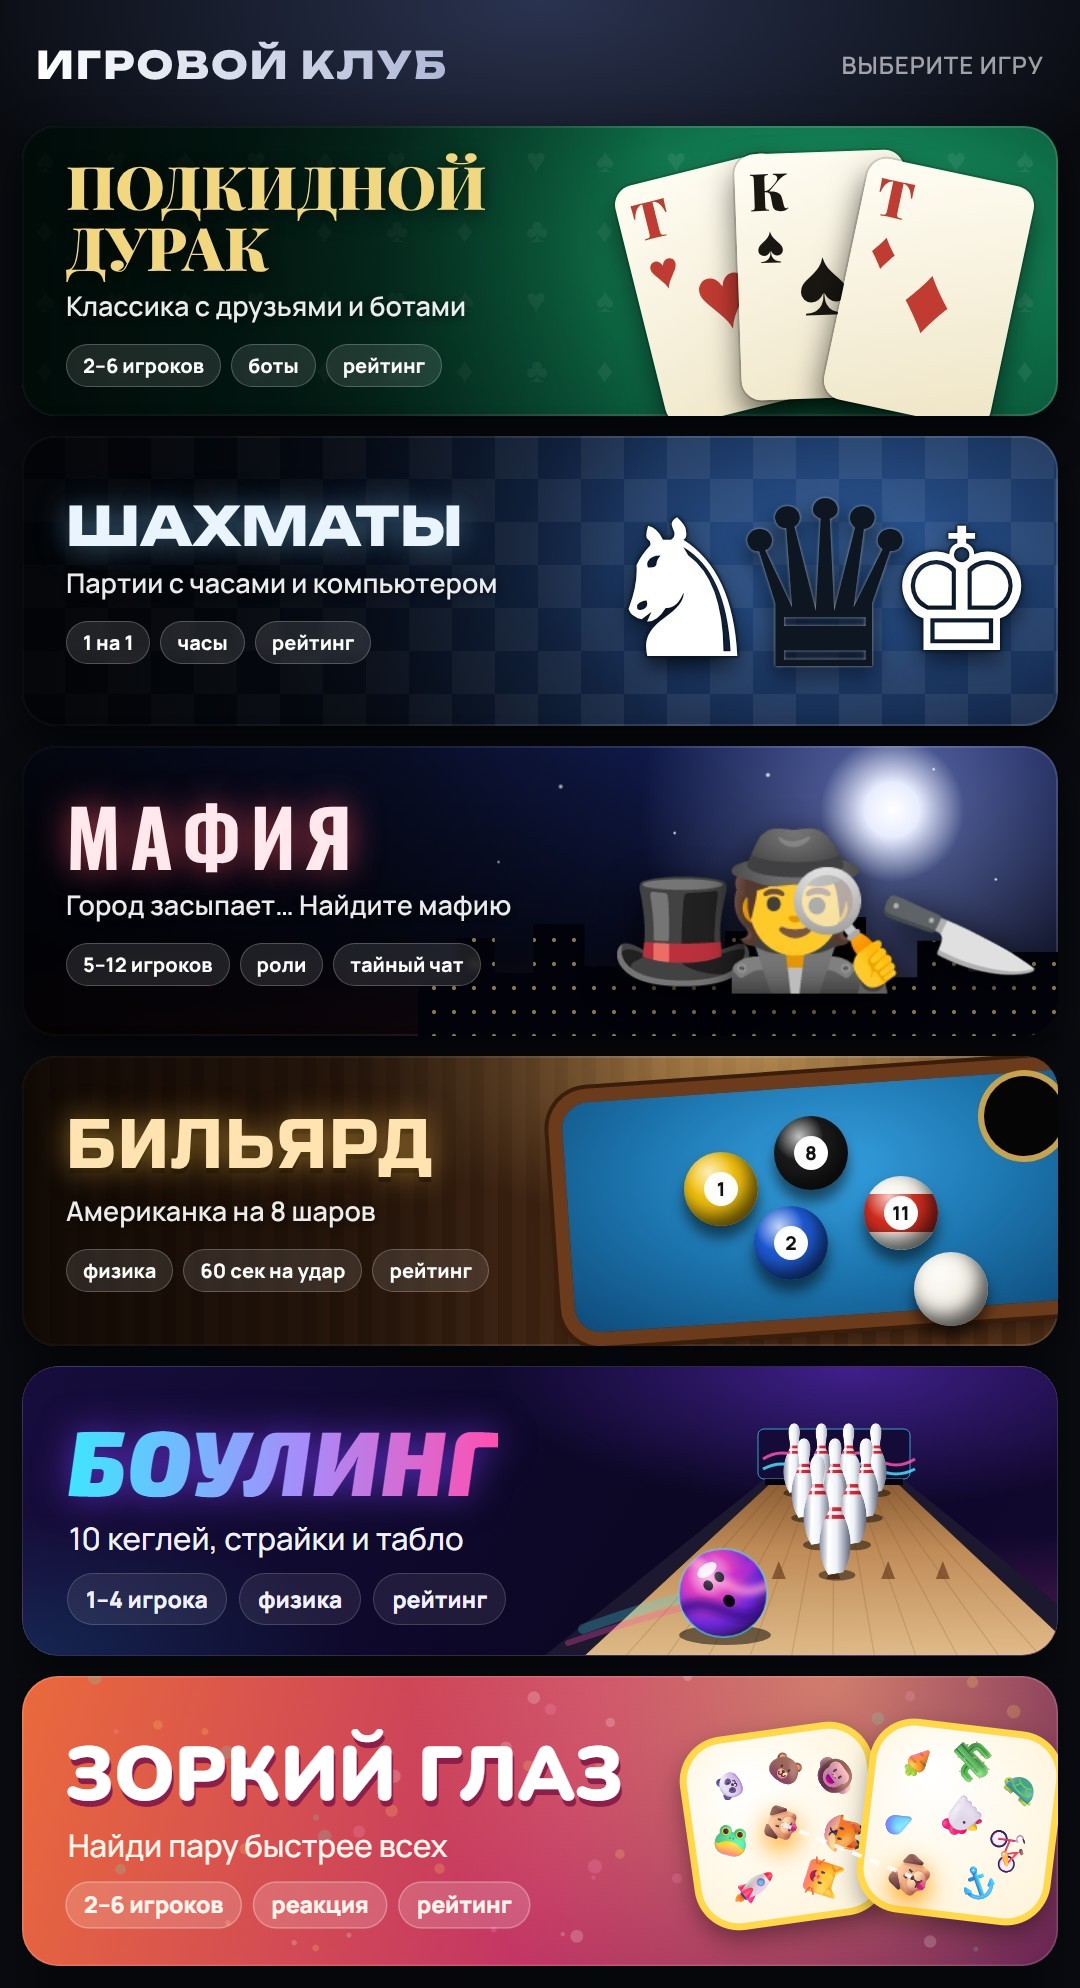 ИГРОВОЙ КЛУБ
ВЫБЕРИТЕ ИГРУ
ПОДКИДНОЙ
ДУРАК
Классика с друзьями и ботами
2–6 игроков боты рейтинг
Т К Т
ШАХМАТЫ
Партии с часами и компьютером
1 на 1 часы рейтинг
МАФИЯ
Город засыпает... Найдите мафию
5–12 игроков роли тайный чат
БИЛЬЯРД
Американка на 8 шаров
физика 60 сек на удар рейтинг
8
1
11
2
БОУЛИНГ
10 кеглей, страйки и табло
1–4 игрока физика рейтинг
ЗОРКИЙ ГЛАЗ
Найди пару быстрее всех
2–6 игроков реакция рейтинг